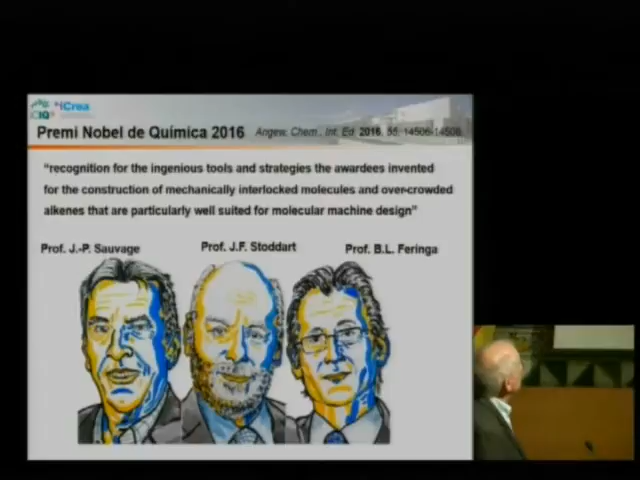 iCIQ iCrea
Premi Nobel de Química 2016 Angew. Chem., Int. Ed. 2016, 55, 14506-14508
“recognition for the ingenious tools and strategies the awardees invented
for the construction of mechanically interlocked molecules and over-crowded
alkenes that are particularly well suited for molecular machine design”
Prof. J.-P. Sauvage Prof. J.F. Stoddart Prof. B.L. Feringa